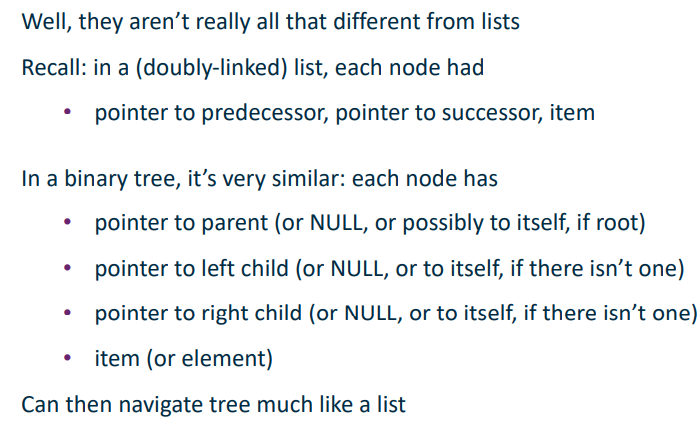 Well, they aren’t really all that different from lists
Recall: in a (doubly-linked) list, each node had
• pointer to predecessor, pointer to successor, item
In a binary tree, it’s very similar: each node has
• pointer to parent (or NULL, or possibly to itself, if root)
• pointer to left child (or NULL, or to itself, if there isn’t one)
• pointer to right child (or NULL, or to itself, if there isn’t one)
• item (or element)
Can then navigate tree much like a list